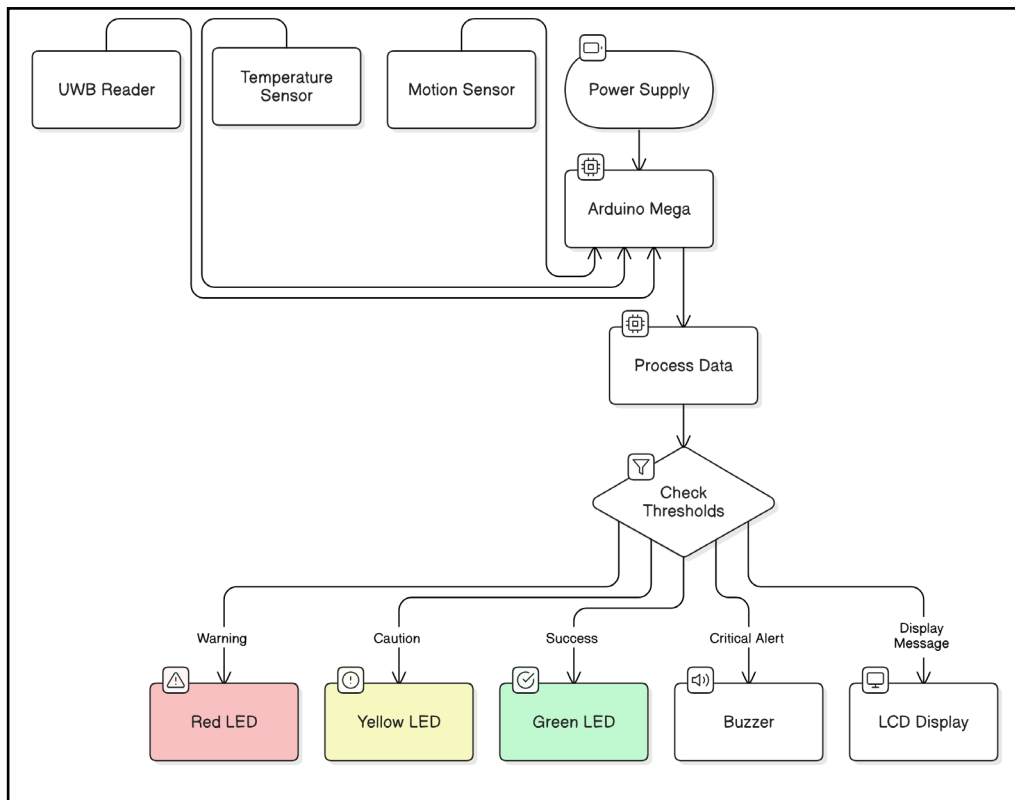 UWB Reader
Temperature
Sensor
Motion Sensor
Power Supply
Arduino Mega
Process Data
Check
Thresholds
Warning
Caution
Success
Critical Alert
Display
Message
Red LED
Yellow LED
Green LED
Buzzer
LCD Display